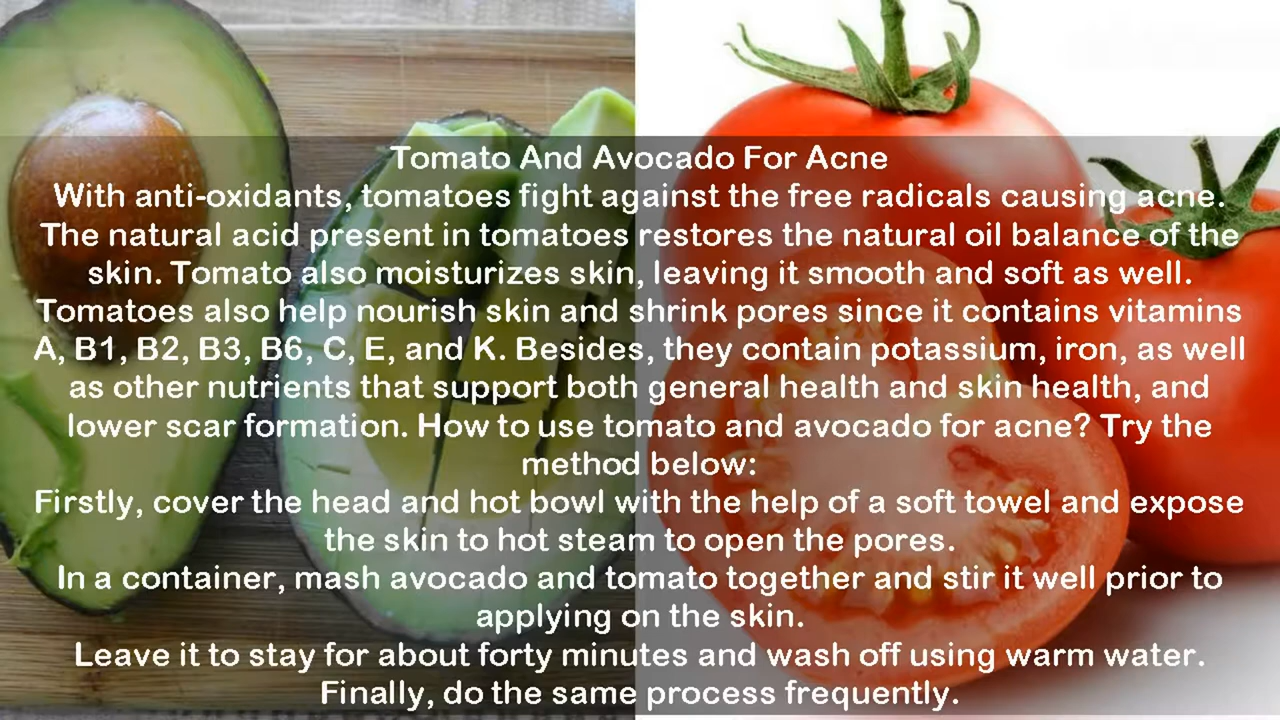 Tomato And Avocado For Acne
With anti-oxidants, tomatoes fight against the free radicals causing acne.
The natural acid present in tomatoes restores the natural oil balance of the
skin. Tomato also moisturizes skin, leaving it smooth and soft as well.
Tomatoes also help nourish skin and shrink pores since it contains vitamins
A, B1, B2, B3, B6, C, E, and K. Besides, they contain potassium, iron, as well
as other nutrients that support both general health and skin health, and
lower scar formation. How to use tomato and avocado for acne? Try the
method below:
Firstly, cover the head and hot bowl with the help of a soft towel and expose
the skin to hot steam to open the pores.
In a container, mash avocado and tomato together and stir it well prior to
applying on the skin.
Leave it to stay for about forty minutes and wash off using warm water.
Finally, do the same process frequently.